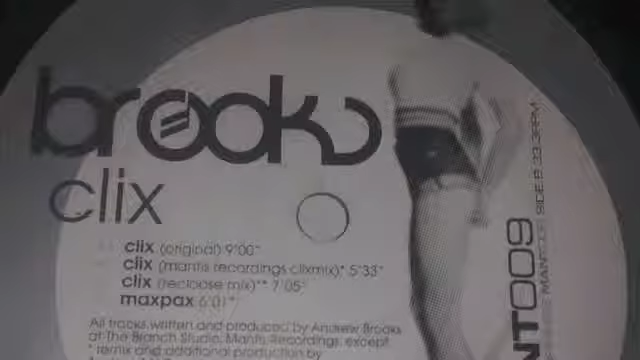 brooks
clix
clix (original) 9'00"
clix (mantis recordings clixmix)* 5'33"
clix (recloose mix)** 7'05"
maxpax 6'01"
All tracks written and produced by Andrew Brooks
at The Branch Studio, Mantis Recordings, except
* remix and additional production by
NT009
SIDE B 33.3RPM